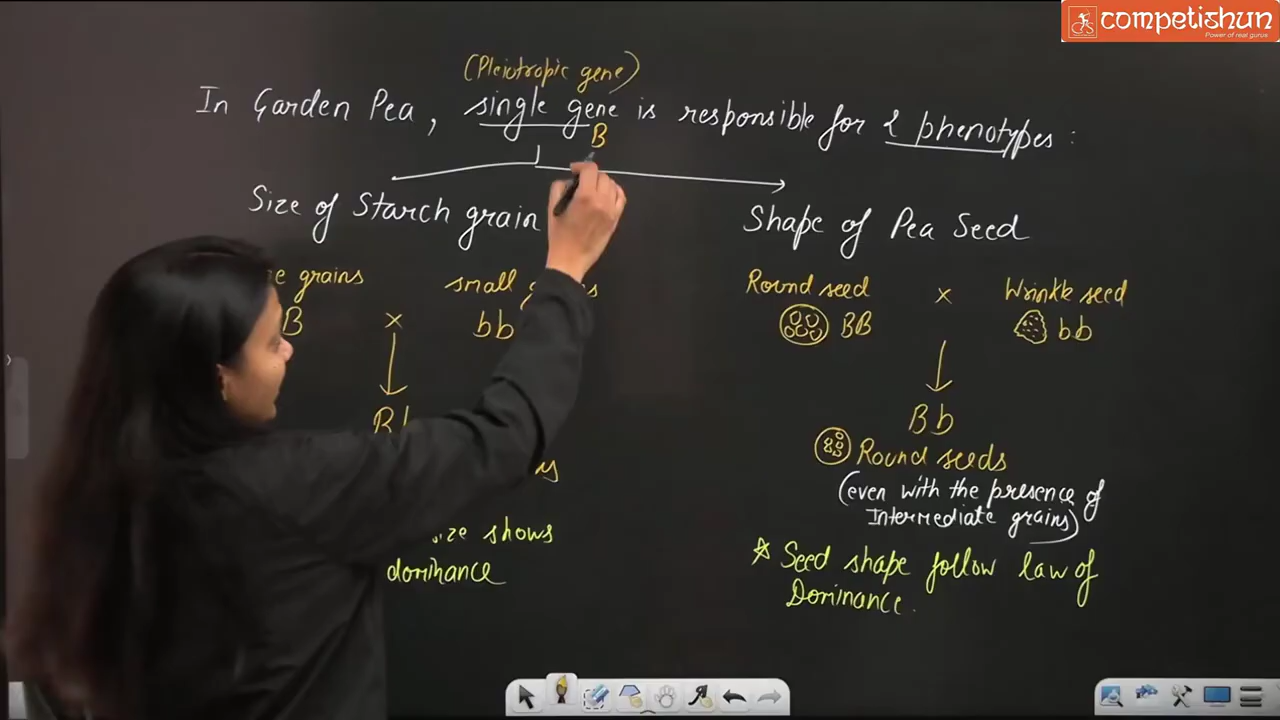 competishun
Power of real gurus
(Pleiotropic gene)
In Garden Pea, single gene is responsible for 2 phenotypes :
B
Size of Starch grain
Shape of Pea Seed
grains
small
Round seed x Wrinkle seed
B x bb
BB bb
Bb
Round seeds
(even with the presence of
Intermediate grains)
size shows
dominance
☆ Seed shape follow law of
Dominance.